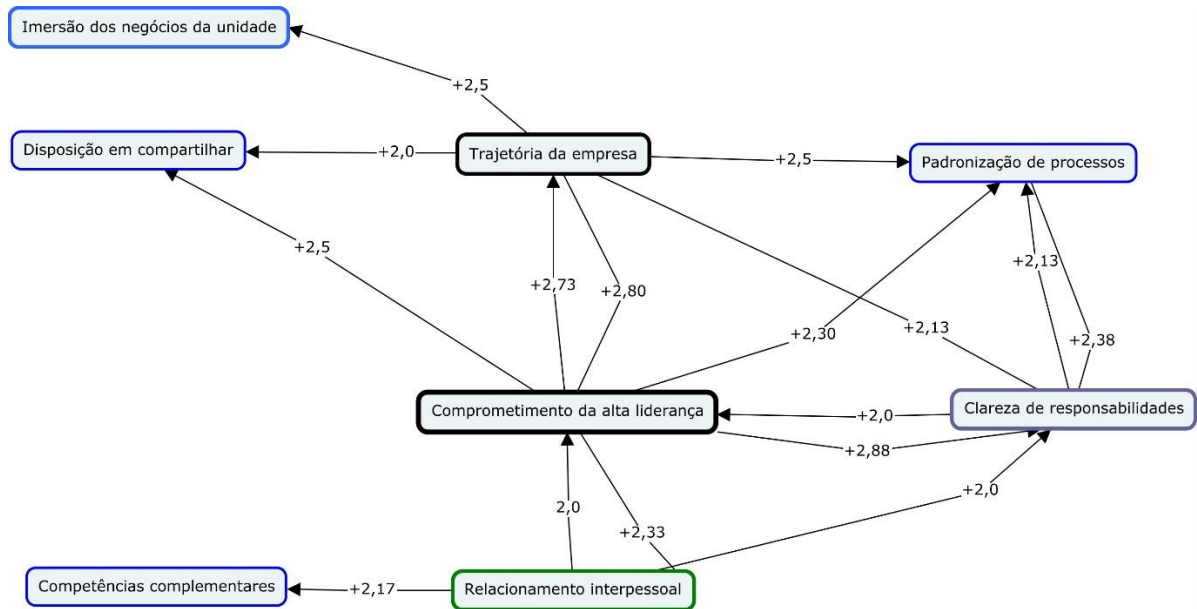 Imersão dos negócios da unidade
+2,5
Disposição em compartilhar
+2,0
Trajetória da empresa
+2,5
Padronização de processos
+2,5
+2,13
+2,73
+2,80
+2,30
+2,13
+2,38
Comprometimento da alta liderança
+2,0
Clareza de responsabilidades
+2,88
+2,0
2,0
+2,33
Competências complementares
+2,17
Relacionamento interpessoal